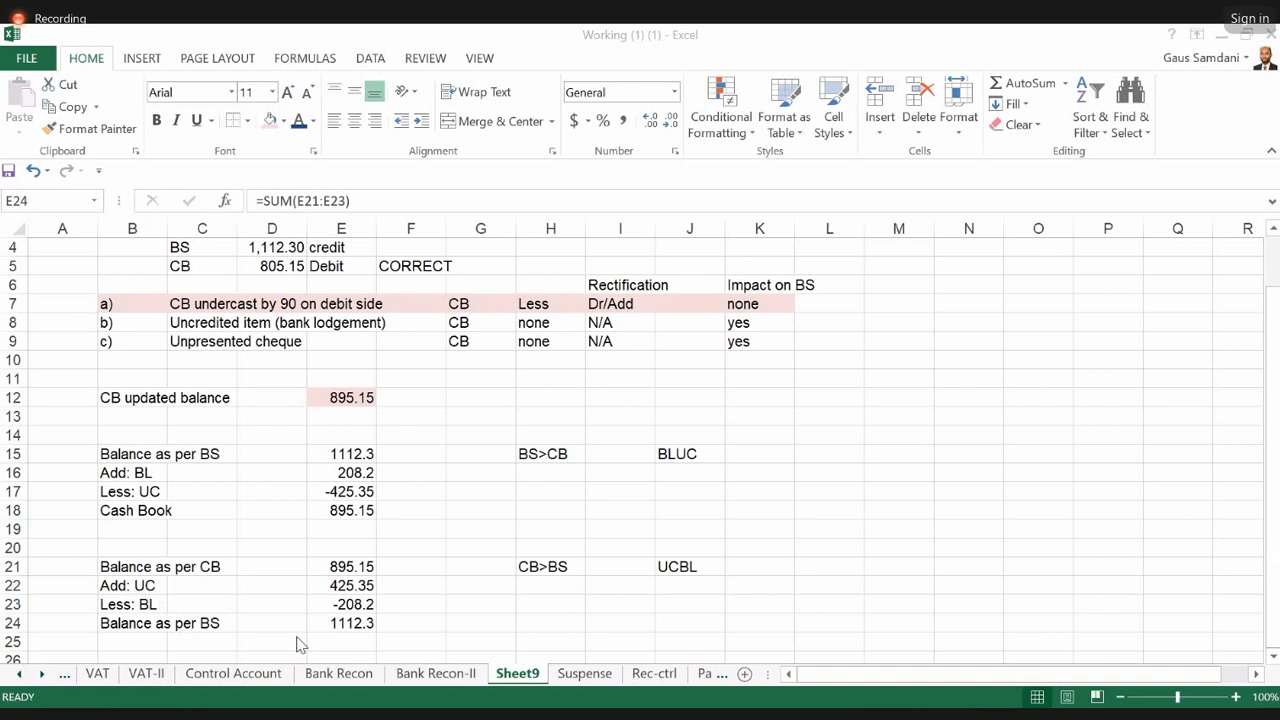 Recording
Sign in
Working (1) (1) - Excel
FILE HOME INSERT PAGE LAYOUT FORMULAS DATA REVIEW VIEW
Gaus Samdani
Paste
Cut
Copy
Format Painter
Clipboard
Arial 11
B I U
Font
Wrap Text
Merge & Center
Alignment
General
$ %
Number
Conditional Formatting
Format as Table
Cell Styles
Styles
Insert Delete Format
Cells
AutoSum
Fill
Clear
Sort & Filter
Find & Select
Editing
E24 =SUM(E21:E23)
A B C D E F G H I J K L M N O P Q R
4 BS 1,112.30 credit
5 CB 805.15 Debit CORRECT
6 Rectification Impact on BS
7 a) CB undercast by 90 on debit side CB Less Dr/Add none
8 b) Uncredited item (bank lodgement) CB none N/A yes
9 c) Unpresented cheque CB none N/A yes
10
11
12 CB updated balance 895.15
13
14
15 Balance as per BS 1112.3 BS>CB BLUC
16 Add: BL 208.2
17 Less: UC -425.35
18 Cash Book 895.15
19
20
21 Balance as per CB 895.15 CB>BS UCBL
22 Add: UC 425.35
23 Less: BL -208.2
24 Balance as per BS 1112.3
25
26
... VAT VAT-II Control Account Bank Recon Bank Recon-II Sheet9 Suspense Rec-ctrl Pa ...
READY
100%